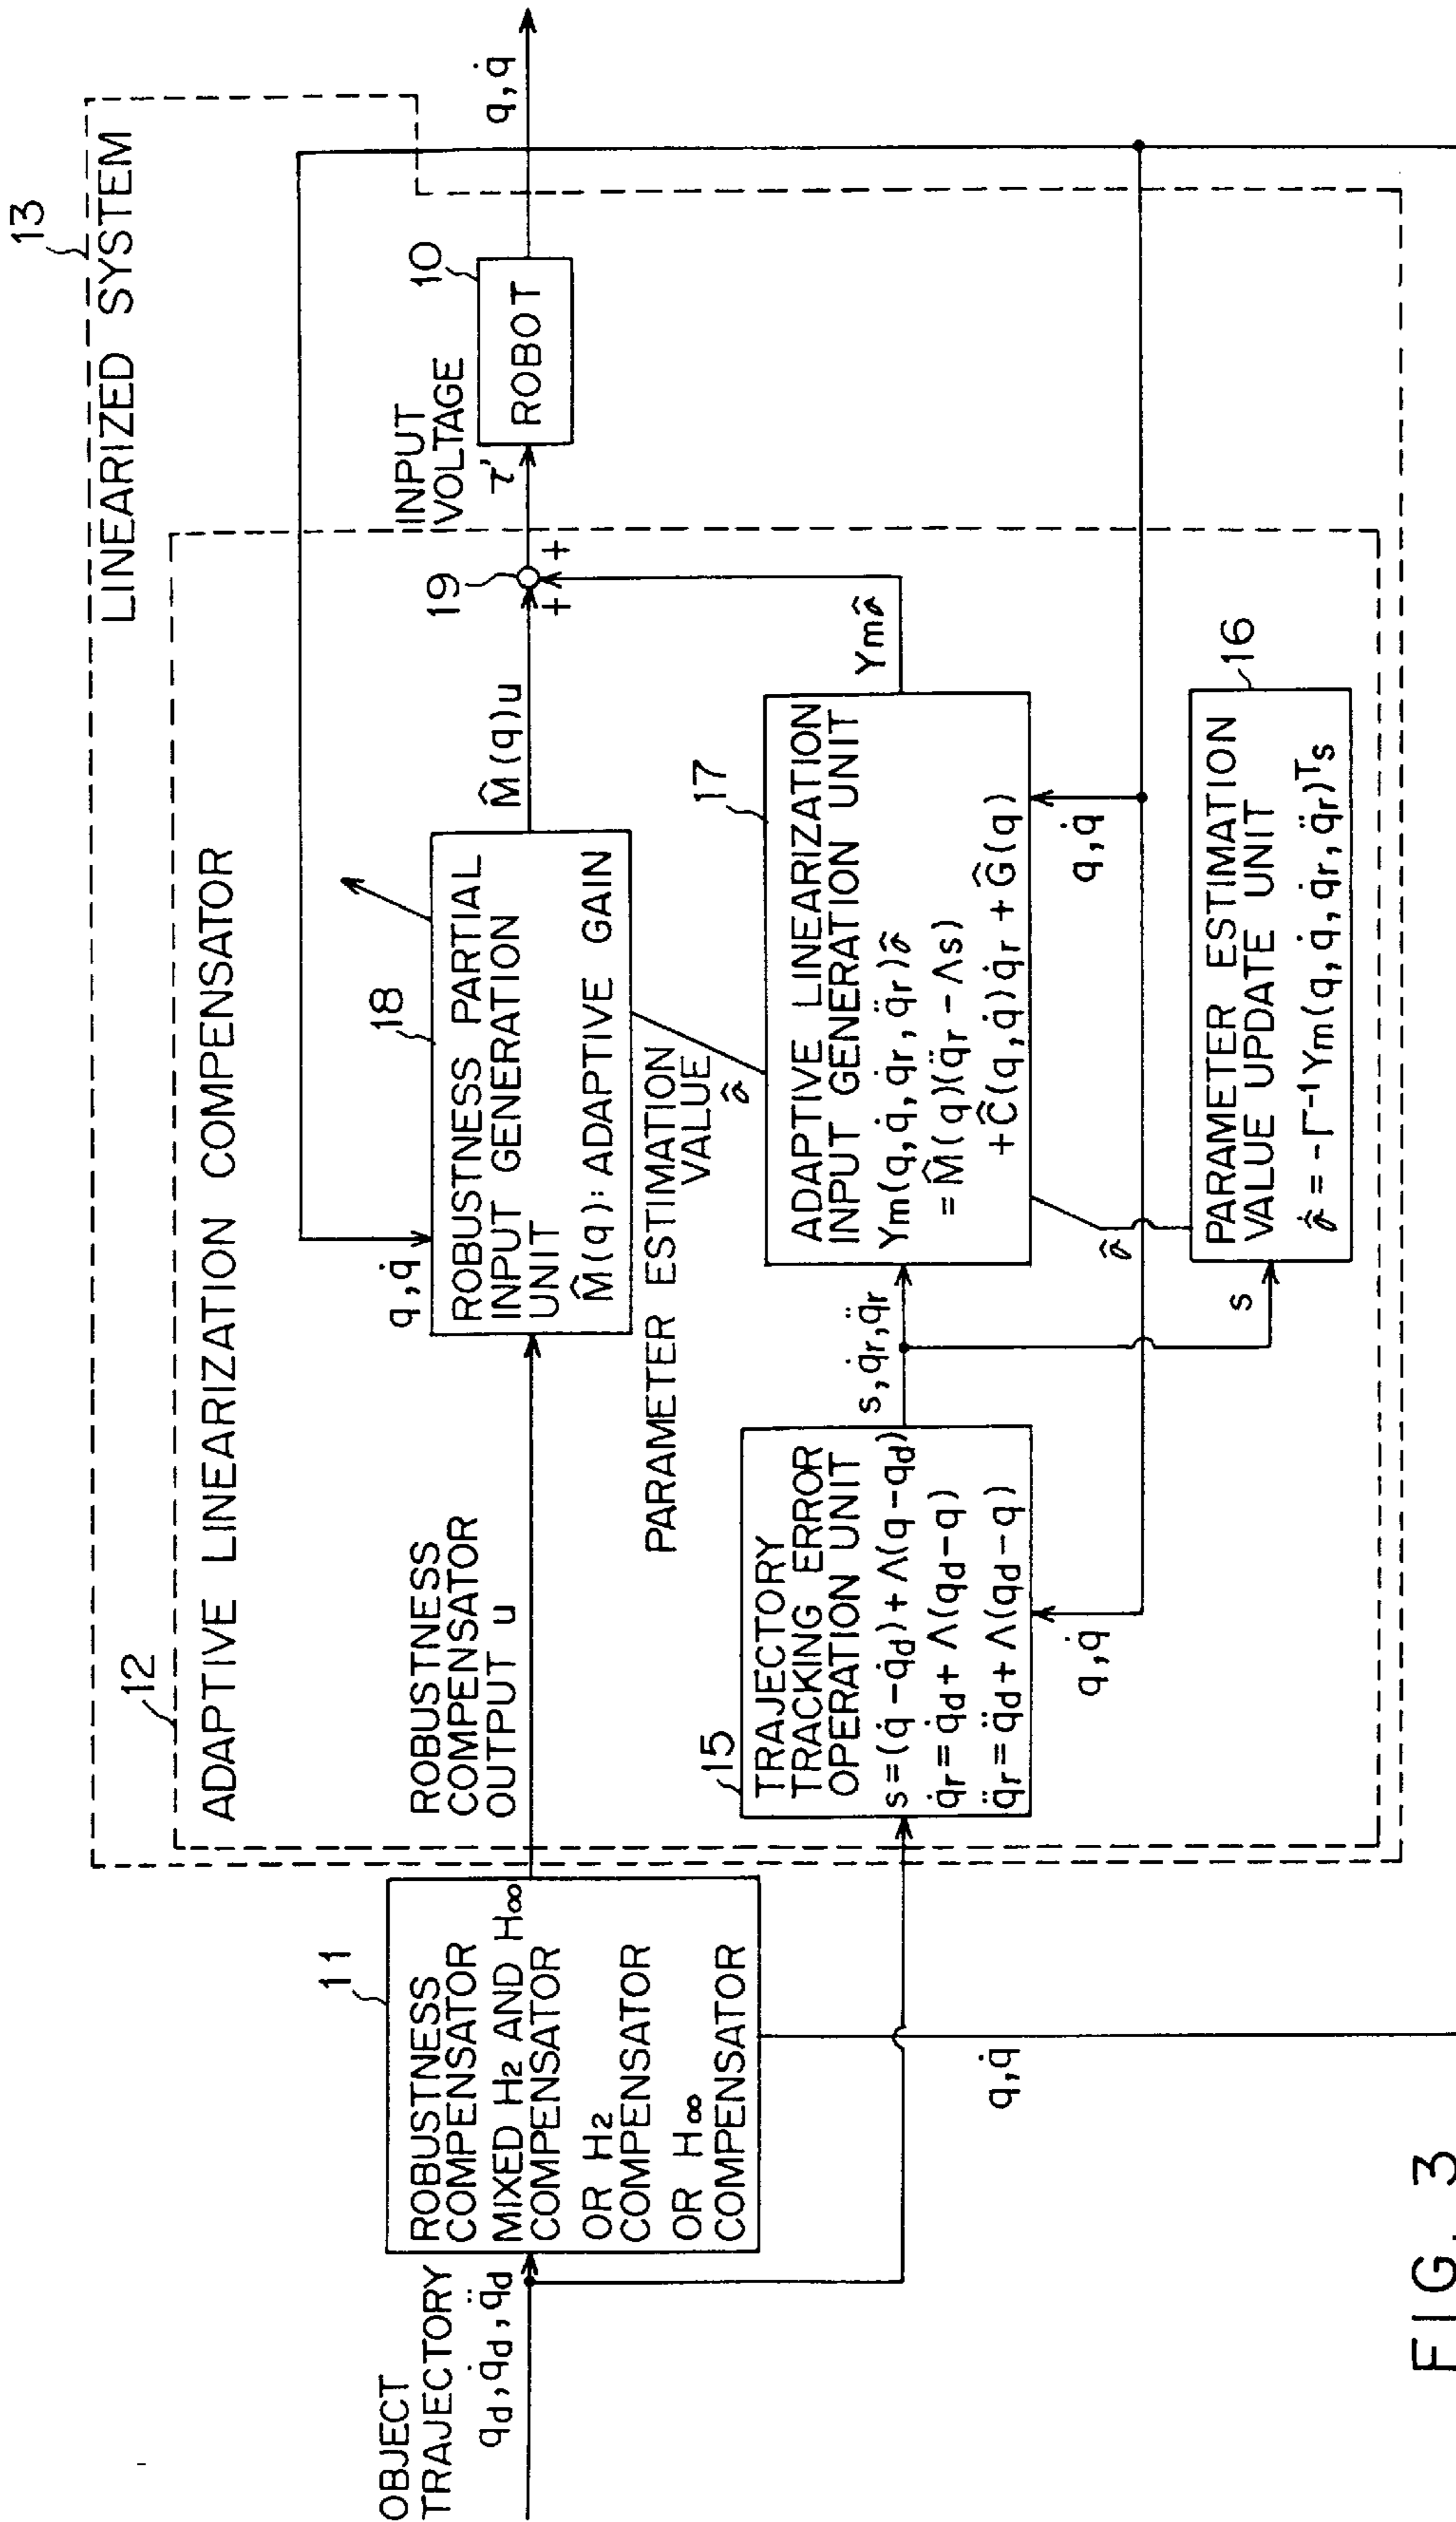 13
LINEARIZED SYSTEM
12
ADAPTIVE LINEARIZATION COMPENSATOR
OBJECT
TRAJECTORY
qd, q̇d, q̈d
11
ROBUSTNESS
COMPENSATOR
MIXED H2 AND H∞
COMPENSATOR
OR H2
COMPENSATOR
OR H∞
COMPENSATOR
q, q̇
ROBUSTNESS
COMPENSATOR
OUTPUT u
q, q̇
18
ROBUSTNESS PARTIAL
INPUT GENERATION
UNIT
M̂(q): ADAPTIVE GAIN
M̂(q)u
19
+
+
INPUT
VOLTAGE
τ'
10
ROBOT
q, q̇
PARAMETER ESTIMATION
VALUE
σ̂
15
TRAJECTORY
TRACKING ERROR
OPERATION UNIT
s=(q̇-q̇d)+Λ(q-qd)
q̇r=q̇d+Λ(qd-q)
q̈r=q̈d+Λ(q̇d-q̇)
q, q̇
s, q̇r, q̈r
17
ADAPTIVE LINEARIZATION
INPUT GENERATION UNIT
Ym(q, q̇, q̇r, q̈r)σ̂
=M̂(q)(q̈r-Λs)
+Ĉ(q, q̇)q̇r+Ĝ(q)
Ymσ̂
q, q̇
σ̂
s
16
PARAMETER ESTIMATION
VALUE UPDATE UNIT
σ̂̇=-Γ⁻¹Ym(q, q̇, q̇r, q̈r)ᵀs
FIG. 3